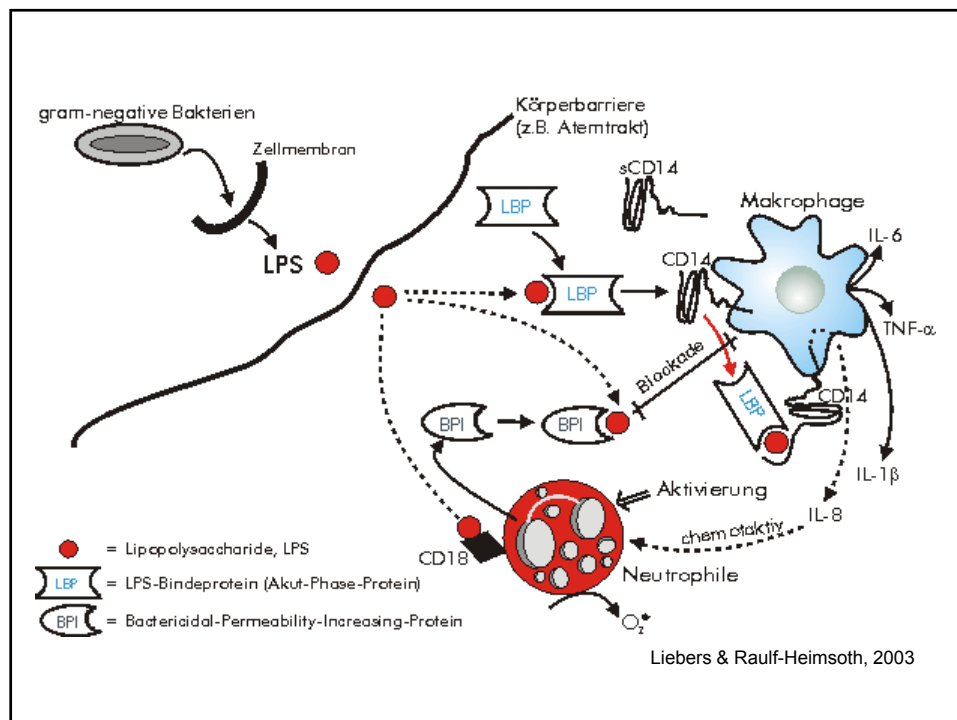 gram-negative Bakterien
Zellmembran
LPS
Körperbarriere
(z.B. Atemtrakt)
sCD14
LBP
Makrophage
IL-6
CD14
LBP
TNF-α
Blockade
LBP
CD14
BPI
BPI
IL-1β
Aktivierung
IL-8
chemotaktiv
CD18
Neutrophile
O₂•
= Lipopolysaccharide, LPS
LBP = LPS-Bindeprotein (Akut-Phase-Protein)
BPI = Bactericidal-Permeability-Increasing-Protein
Liebers & Raulf-Heimsoth, 2003